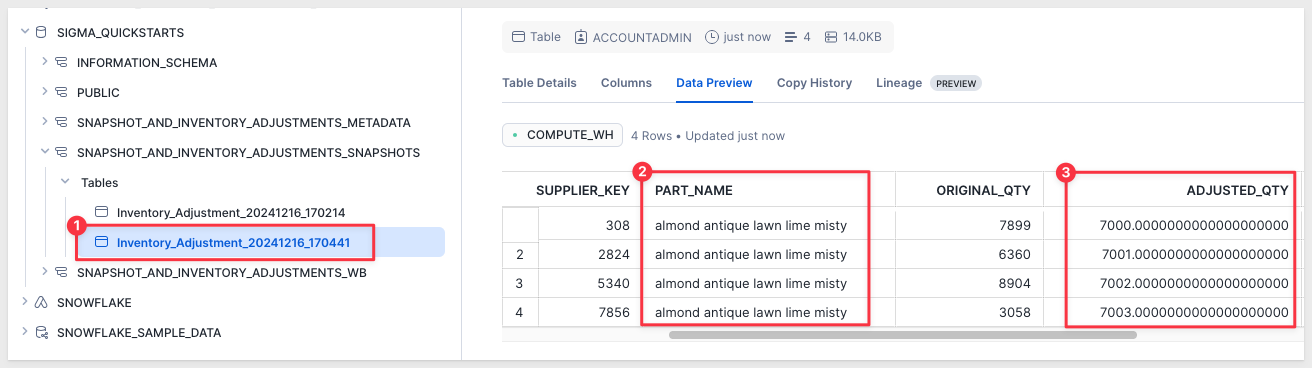 SIGMA_QUICKSTARTS
INFORMATION_SCHEMA
PUBLIC
SNAPSHOT_AND_INVENTORY_ADJUSTMENTS_METADATA
SNAPSHOT_AND_INVENTORY_ADJUSTMENTS_SNAPSHOTS
Tables
Inventory_Adjustment_20241216_170214
1
Inventory_Adjustment_20241216_170441
SNAPSHOT_AND_INVENTORY_ADJUSTMENTS_WB
SNOWFLAKE
SNOWFLAKE_SAMPLE_DATA
Table ACCOUNTADMIN just now 4 14.0KB
Table Details Columns Data Preview Copy History Lineage PREVIEW
COMPUTE_WH 4 Rows • Updated just now
2 3
SUPPLIER_KEY PART_NAME ORIGINAL_QTY ADJUSTED_QTY
308 almond antique lawn lime misty 7899 7000.0000000000000000000
2 2824 almond antique lawn lime misty 6360 7001.0000000000000000000
3 5340 almond antique lawn lime misty 8904 7002.0000000000000000000
4 7856 almond antique lawn lime misty 3058 7003.0000000000000000000